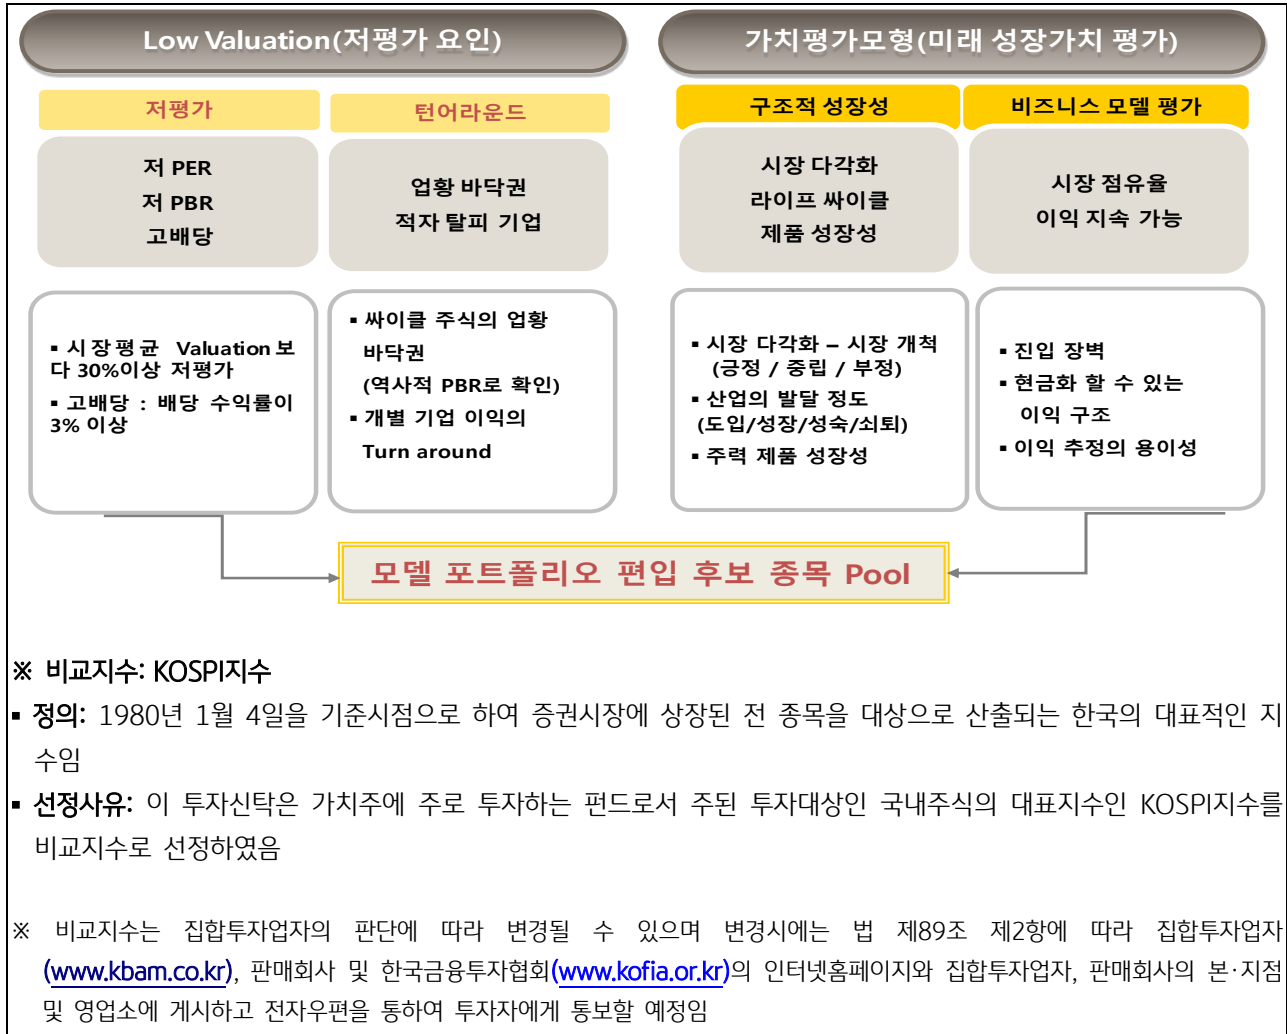 Low Valuation(저평가 요인)
가치평가모형(미래 성장가치 평가)
저평가
턴어라운드
구조적 성장성
비즈니스 모델 평가
저 PER
저 PBR
고배당
업황 바닥권
적자 탈피 기업
시장 다각화
라이프 싸이클
제품 성장성
시장 점유율
이익 지속 가능
▪ 시장평균 Valuation 보
다 30%이상 저평가
▪ 고배당 : 배당 수익률이
3% 이상
▪ 싸이클 주식의 업황
바닥권
(역사적 PBR로 확인)
▪ 개별 기업 이익의
Turn around
▪ 시장 다각화 – 시장 개척
(긍정 / 중립 / 부정)
▪ 산업의 발달 정도
(도입/성장/성숙/쇠퇴)
▪ 주력 제품 성장성
▪ 진입 장벽
▪ 현금화 할 수 있는
이익 구조
▪ 이익 추정의 용이성
모델 포트폴리오 편입 후보 종목 Pool
※ 비교지수: KOSPI지수
▪ 정의: 1980년 1월 4일을 기준시점으로 하여 증권시장에 상장된 전 종목을 대상으로 산출되는 한국의 대표적인 지
수임
▪ 선정사유: 이 투자신탁은 가치주에 주로 투자하는 펀드로서 주된 투자대상인 국내주식의 대표지수인 KOSPI지수를
비교지수로 선정하였음
※ 비교지수는 집합투자업자의 판단에 따라 변경될 수 있으며 변경시에는 법 제89조 제2항에 따라 집합투자업자
(www.kbam.co.kr), 판매회사 및 한국금융투자협회(www.kofia.or.kr)의 인터넷홈페이지와 집합투자업자, 판매회사의 본·지점
및 영업소에 게시하고 전자우편을 통하여 투자자에게 통보할 예정임